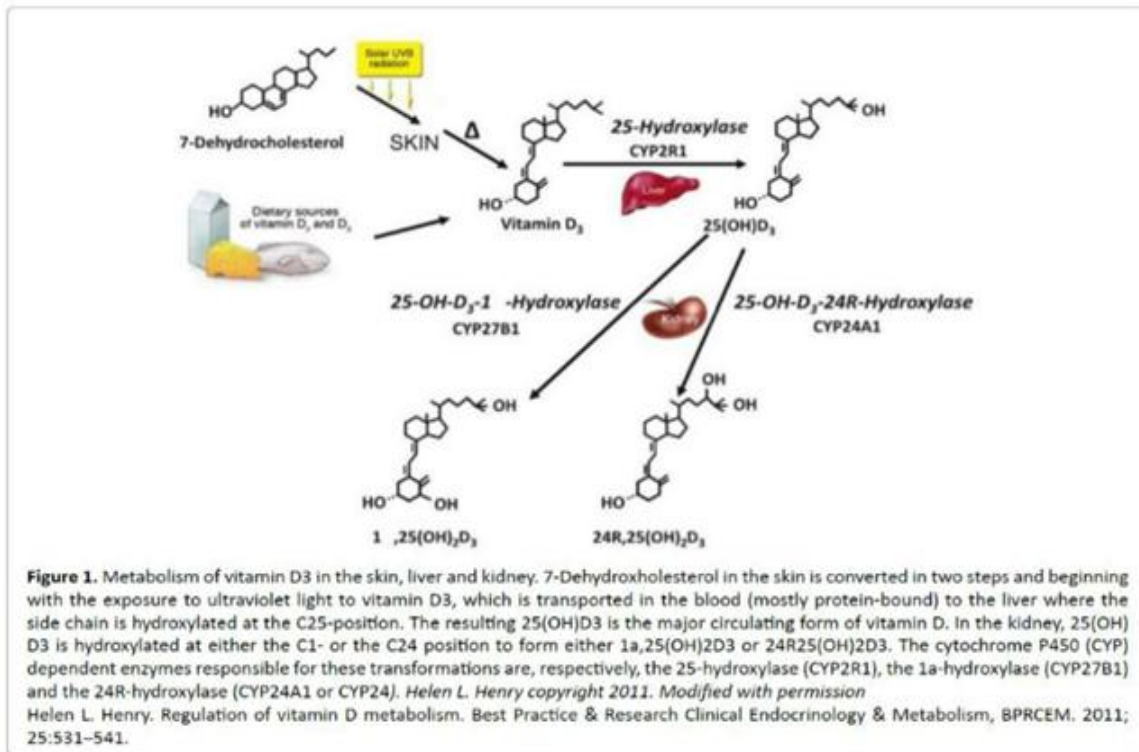 Solar UVB
radiation
HO
7-Dehydrocholesterol
SKIN
Δ
25-Hydroxylase
CYP2R1
Liver
OH
HO
Vitamin D₃
HO
25(OH)D₃
Dietary sources
of vitamin D₂ and D₃
25-OH-D₃-1 -Hydroxylase
CYP27B1
Kidney
25-OH-D₃-24R-Hydroxylase
CYP24A1
OH
OH
OH
HO
OH
HO
1 ,25(OH)₂D₃
24R,25(OH)₂D₃
Figure 1. Metabolism of vitamin D3 in the skin, liver and kidney. 7-Dehydroxholesterol in the skin is converted in two steps and beginning
with the exposure to ultraviolet light to vitamin D3, which is transported in the blood (mostly protein-bound) to the liver where the
side chain is hydroxylated at the C25-position. The resulting 25(OH)D3 is the major circulating form of vitamin D. In the kidney, 25(OH)
D3 is hydroxylated at either the C1- or the C24 position to form either 1a,25(OH)2D3 or 24R25(OH)2D3. The cytochrome P450 (CYP)
dependent enzymes responsible for these transformations are, respectively, the 25-hydroxylase (CYP2R1), the 1a-hydroxylase (CYP27B1)
and the 24R-hydroxylase (CYP24A1 or CYP24). Helen L. Henry copyright 2011. Modified with permission
Helen L. Henry. Regulation of vitamin D metabolism. Best Practice & Research Clinical Endocrinology & Metabolism, BPRCEM. 2011;
25:531–541.